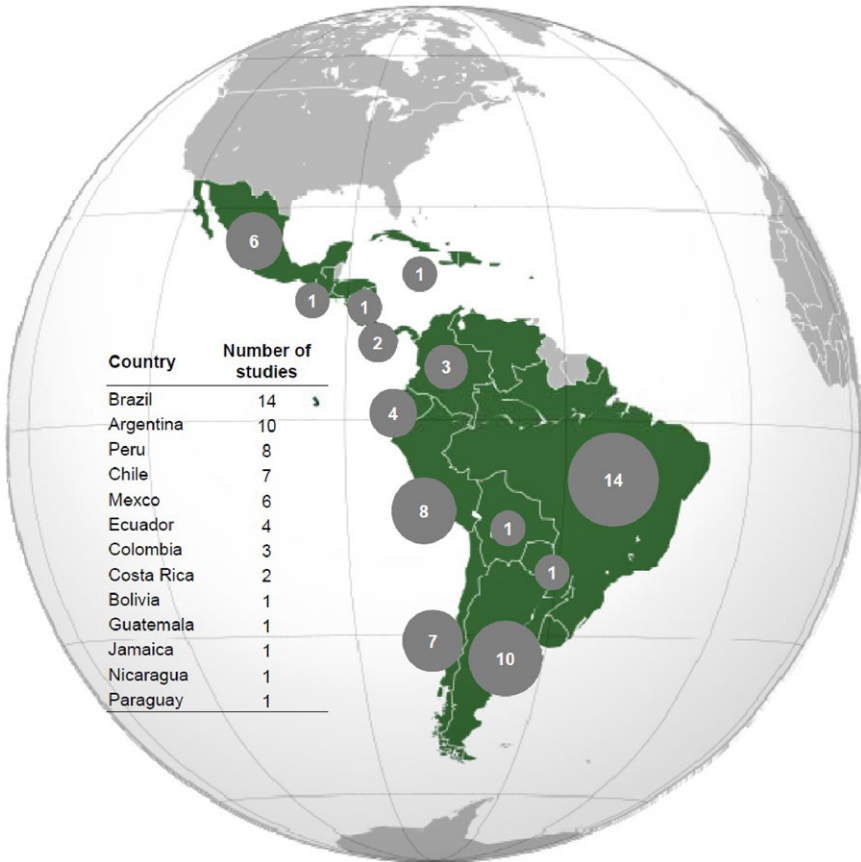 6
1
1
1
2
3
4
14
8
1
1
7
10
Country Number of
studies
Brazil 14
Argentina 10
Peru 8
Chile 7
Mexco 6
Ecuador 4
Colombia 3
Costa Rica 2
Bolivia 1
Guatemala 1
Jamaica 1
Nicaragua 1
Paraguay 1